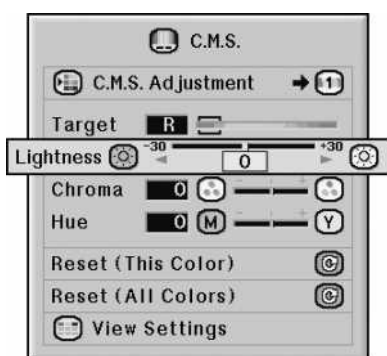 C.M.S.
C.M.S. Adjustment 1
Target R
Lightness -30 0 +30
Chroma 0 - +
Hue 0 M - + Y
Reset (This Color)
Reset (All Colors)
View Settings